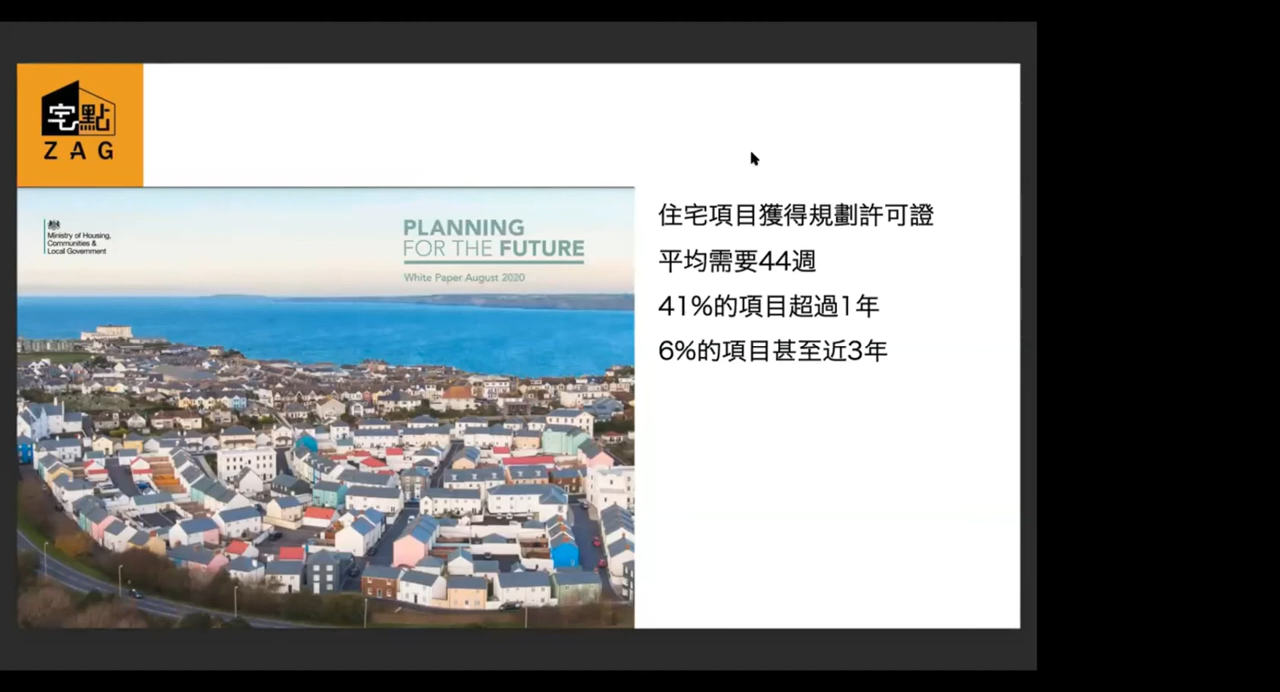 宅點
ZAG
Ministry of Housing,
Communities &
Local Government
PLANNING
FOR THE FUTURE
White Paper August 2020
住宅項目獲得規劃許可證
平均需要44週
41%的項目超過1年
6%的項目甚至近3年